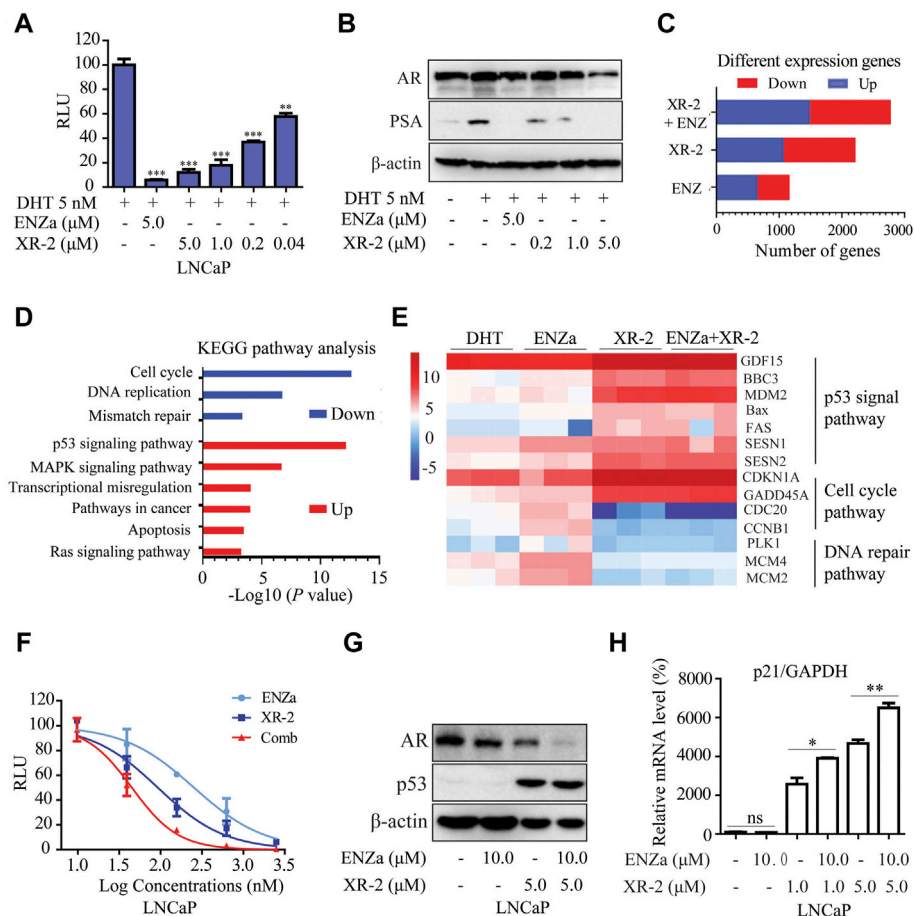 A
RLU
120
100
80
60
40
20
0
*** *** *** *** **
DHT 5 nM + + + + + +
ENZa (μM) - 5.0 - - - -
XR-2 (μM) - - 5.0 1.0 0.2 0.04
LNCaP
B
AR
PSA
β-actin
DHT 5 nM - + + + + +
ENZa (μM) - - 5.0 - - -
XR-2 (μM) - - - 0.2 1.0 5.0
C
Different expression genes
Down Up
XR-2
+ ENZ
XR-2
ENZ
0 1000 2000 3000
Number of genes
D
KEGG pathway analysis
Cell cycle
DNA replication
Mismatch repair
Down
p53 signaling pathway
MAPK signaling pathway
Transcriptional misregulation
Pathways in cancer
Up
Apoptosis
Ras signaling pathway
0 5 10 15
-Log10 (P value)
E
DHT ENZa XR-2 ENZa+XR-2
10
5
0
-5
GDF15
BBC3
MDM2
Bax
FAS
SESN1
SESN2
CDKN1A
GADD45A
CDC20
CCNB1
PLK1
MCM4
MCM2
p53 signal
pathway
Cell cycle
pathway
DNA repair
pathway
F
RLU
120
100
80
60
40
20
0
ENZa
XR-2
Comb
1.0 1.5 2.0 2.5 3.0 3.5
Log Concentrations (nM)
LNCaP
G
AR
p53
β-actin
ENZa (μM) - 10.0 - 10.0
XR-2 (μM) - - 5.0 5.0
LNCaP
H
p21/GAPDH
Relative mRNA level (%)
8000
6000
4000
2000
0
ns * **
ENZa (μM) - 10.0 - 10.0 - 10.0
XR-2 (μM) - - 1.0 1.0 5.0 5.0
LNCaP